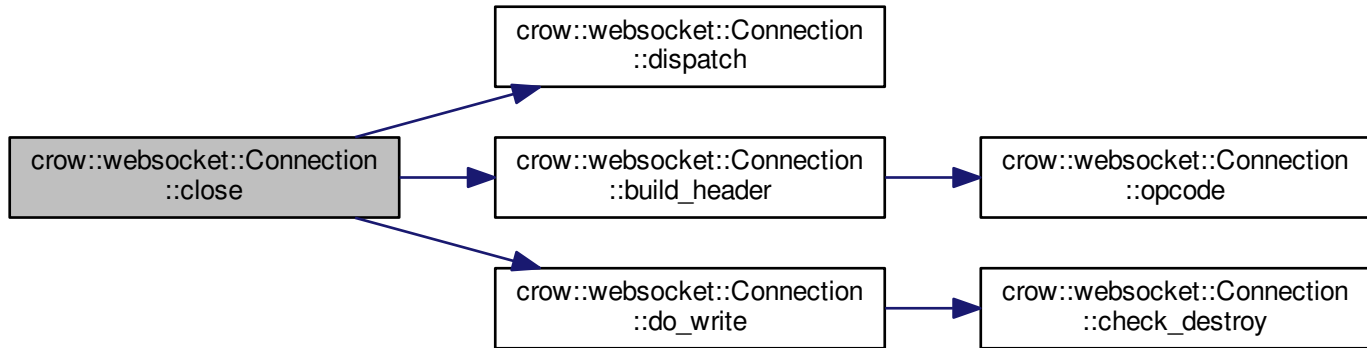 crow::websocket::Connection
::dispatch
crow::websocket::Connection
::close
crow::websocket::Connection
::build_header
crow::websocket::Connection
::opcode
crow::websocket::Connection
::do_write
crow::websocket::Connection
::check_destroy